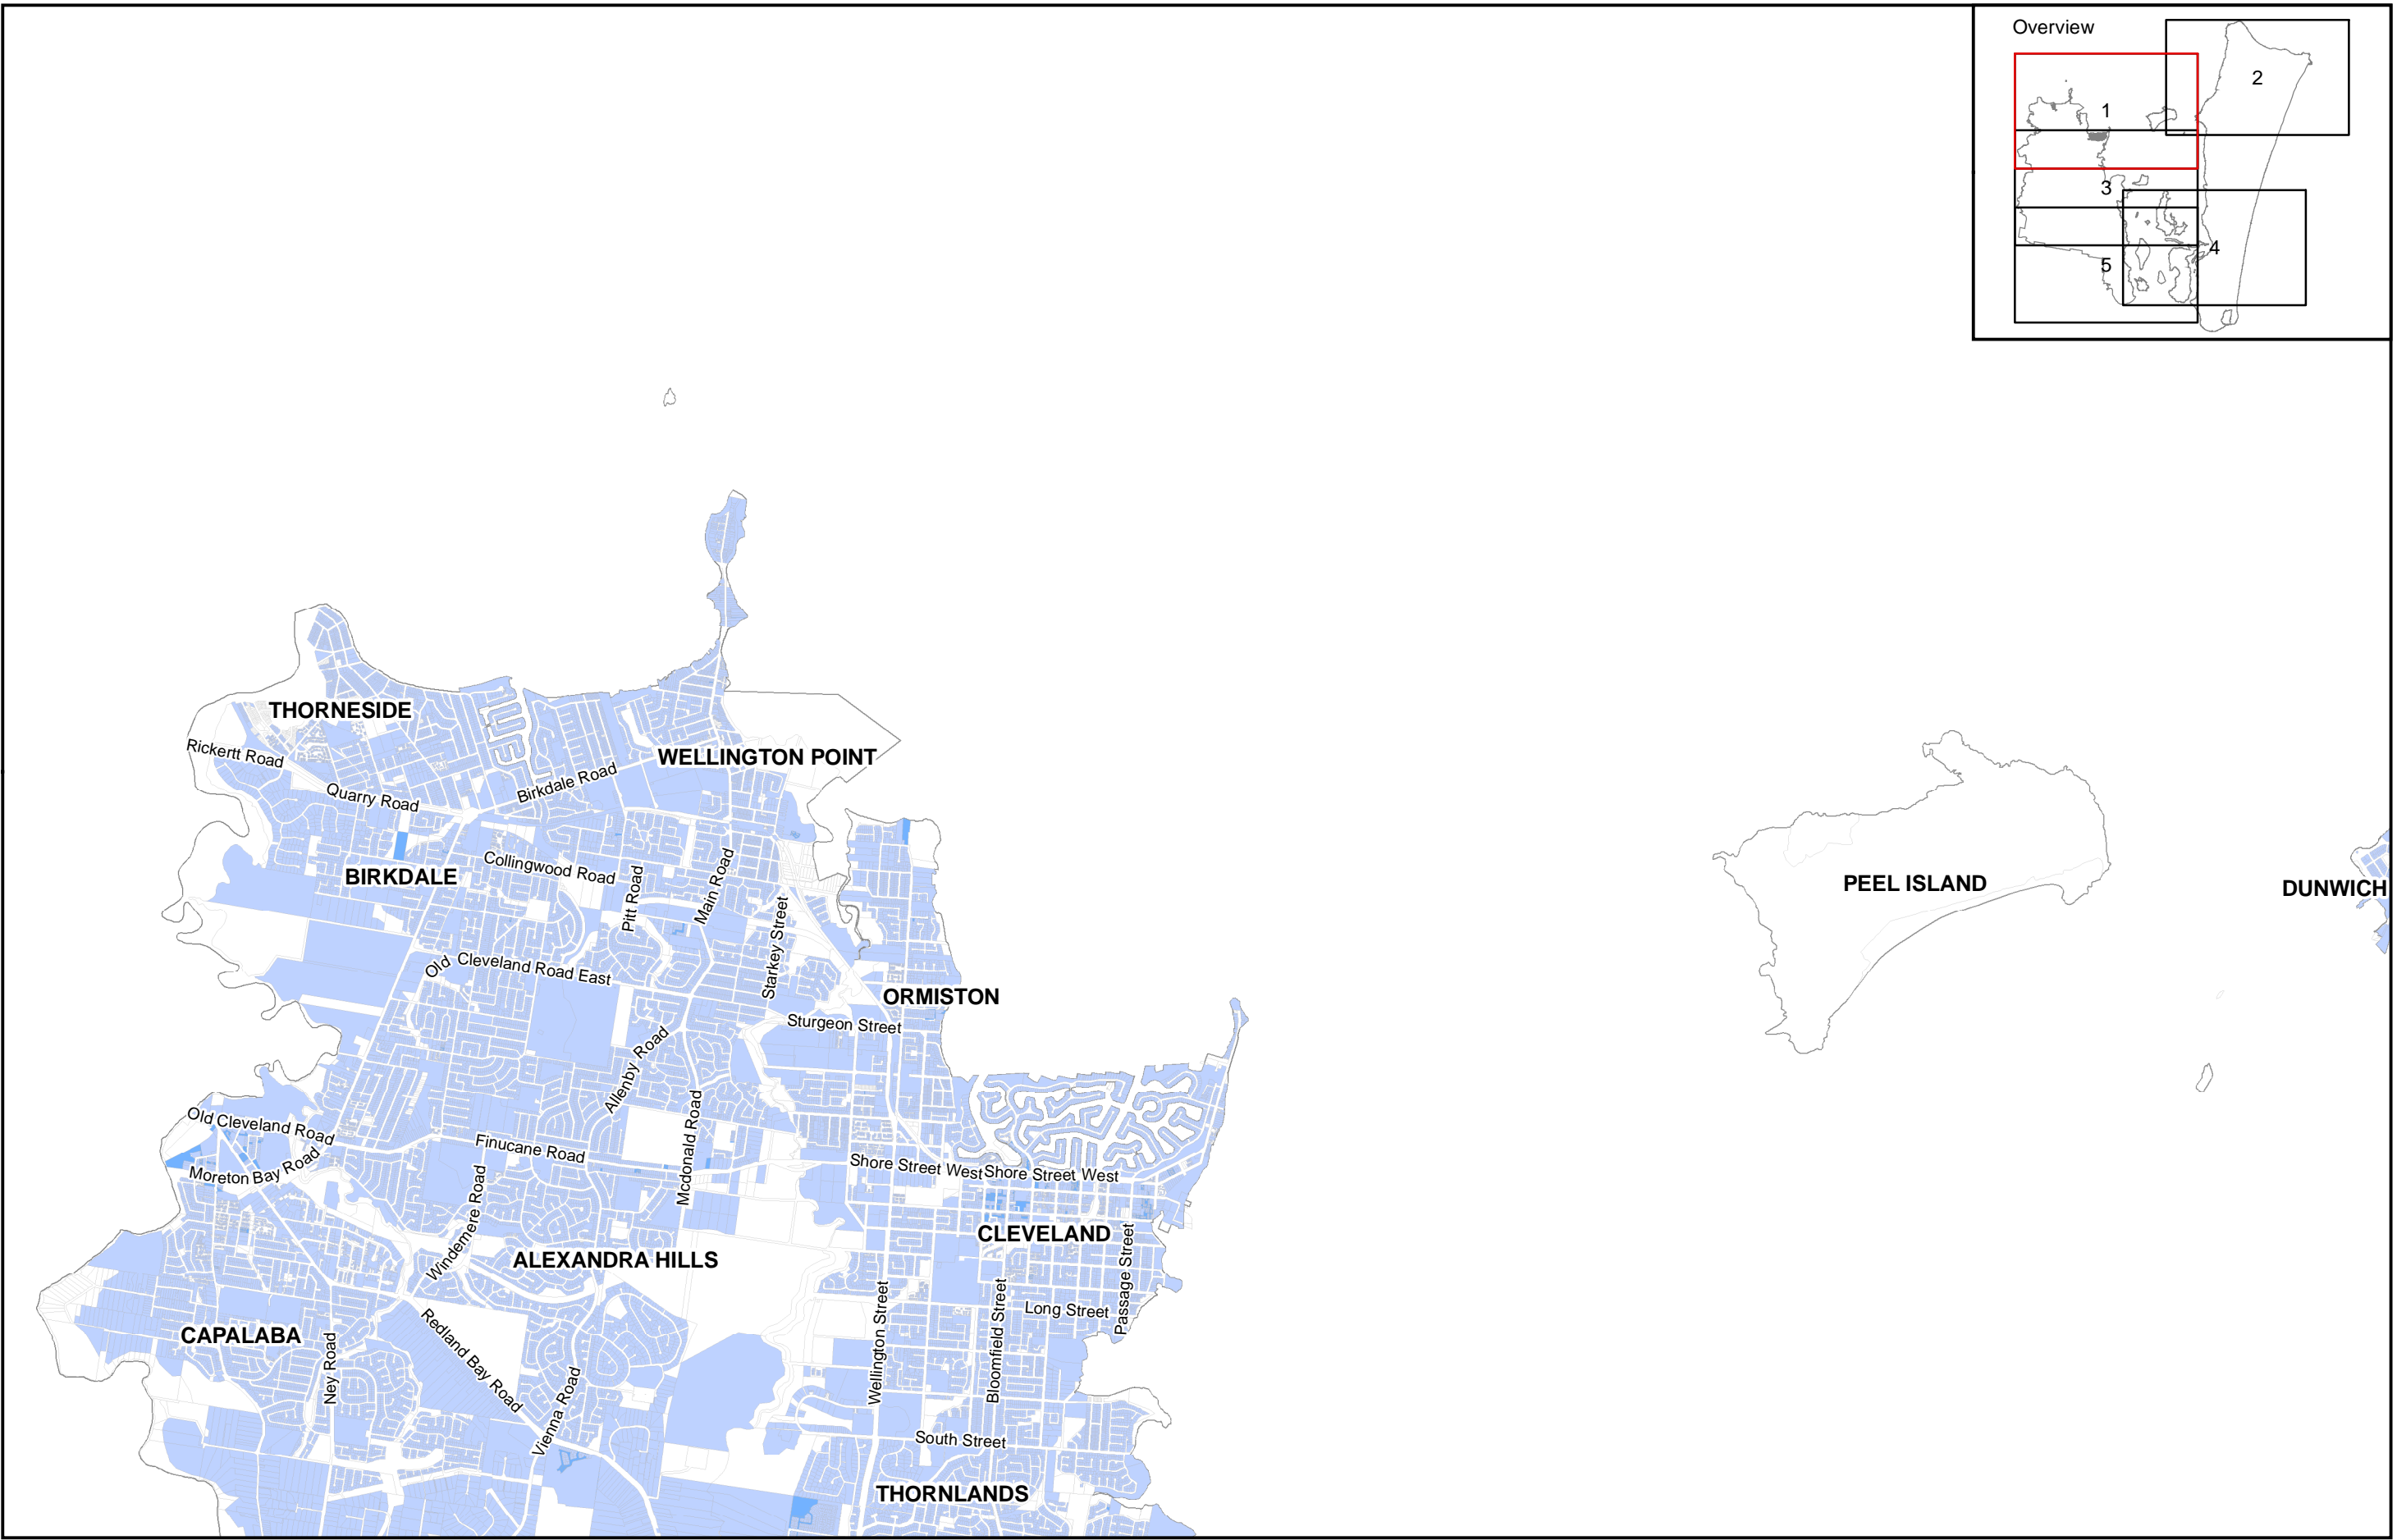 Overview
2
1
3
4
5
THORNESIDE
Rickertt Road
WELLINGTON POINT
Birkdale Road
Quarry Road
Collingwood Road
BIRKDALE
Pitt Road
Main Road
PEEL ISLAND
DUNWICH
Starkey Street
Old Cleveland Road East
ORMISTON
Sturgeon Street
Allenby Road
Old Cleveland Road
Mcdonald Road
Finucane Road
Moreton Bay Road
Shore Street West
Shore Street West
Windemere Road
CLEVELAND
Passage Street
ALEXANDRA HILLS
Long Street
Wellington Street
Bloomfield Street
CAPALABA
Ney Road
Redland Bay Road
Vienna Road
South Street
THORNLANDS